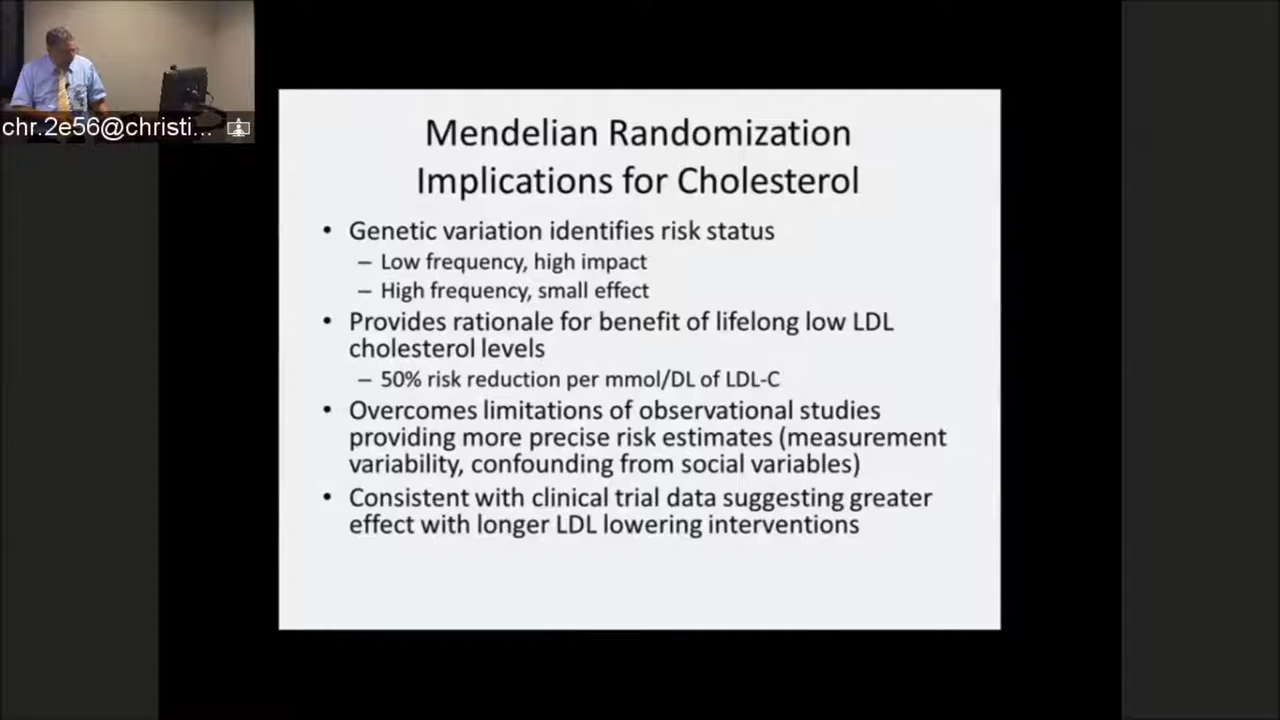 chr.2e56@christi...
Mendelian Randomization
Implications for Cholesterol
• Genetic variation identifies risk status
– Low frequency, high impact
– High frequency, small effect
• Provides rationale for benefit of lifelong low LDL
cholesterol levels
– 50% risk reduction per mmol/DL of LDL-C
• Overcomes limitations of observational studies
providing more precise risk estimates (measurement
variability, confounding from social variables)
• Consistent with clinical trial data suggesting greater
effect with longer LDL lowering interventions